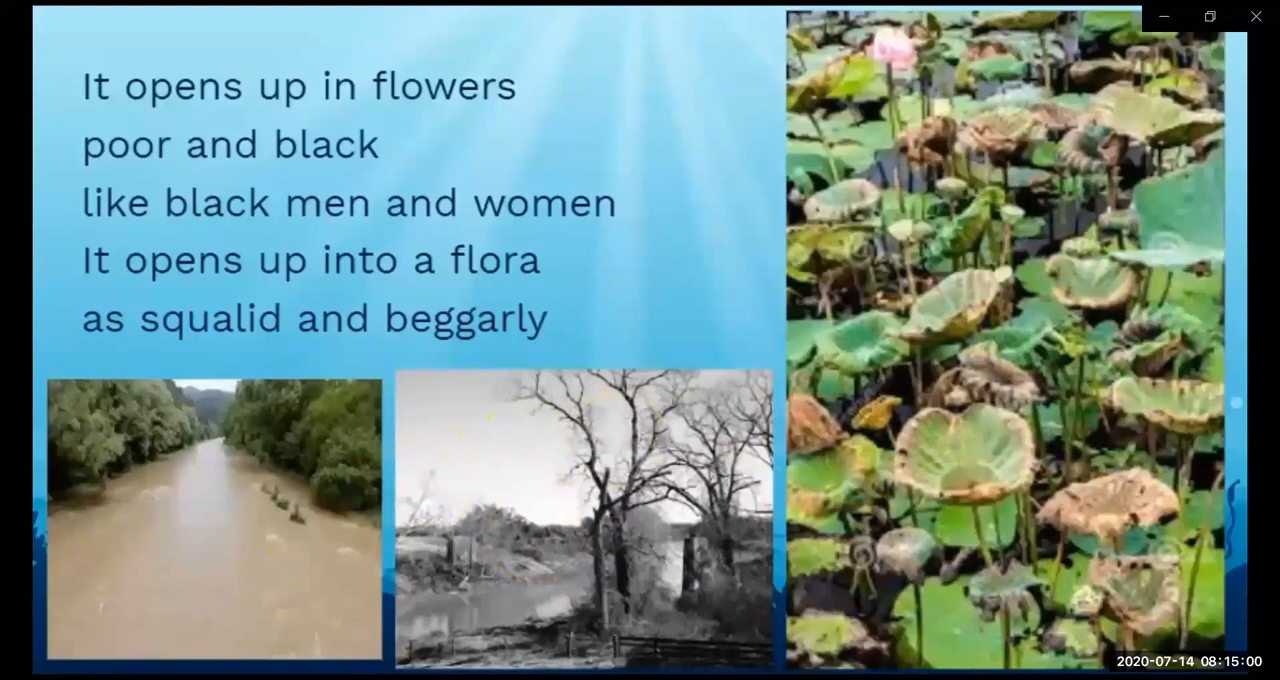 It opens up in flowers
poor and black
like black men and women
It opens up into a flora
as squalid and beggarly
2020-07-14 08:15:00